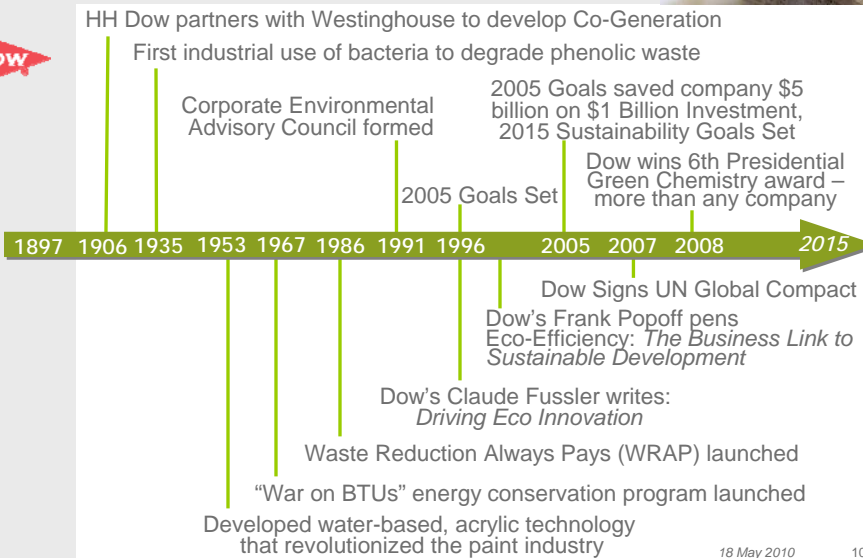 HH Dow partners with Westinghouse to develop Co-Generation
First industrial use of bacteria to degrade phenolic waste
2005 Goals saved company $5
billion on $1 Billion Investment,
2015 Sustainability Goals Set
Corporate Environmental
Advisory Council formed
Dow wins 6th Presidential
Green Chemistry award –
more than any company
2005 Goals Set
1897 1906 1935 1953 1967 1986 1991 1996 2005 2007 2008 2015
Dow Signs UN Global Compact
Dow's Frank Popoff pens
Eco-Efficiency: The Business Link to
Sustainable Development
Dow's Claude Fussler writes:
Driving Eco Innovation
Waste Reduction Always Pays (WRAP) launched
“War on BTUs” energy conservation program launched
Developed water-based, acrylic technology
that revolutionized the paint industry
18 May 2010